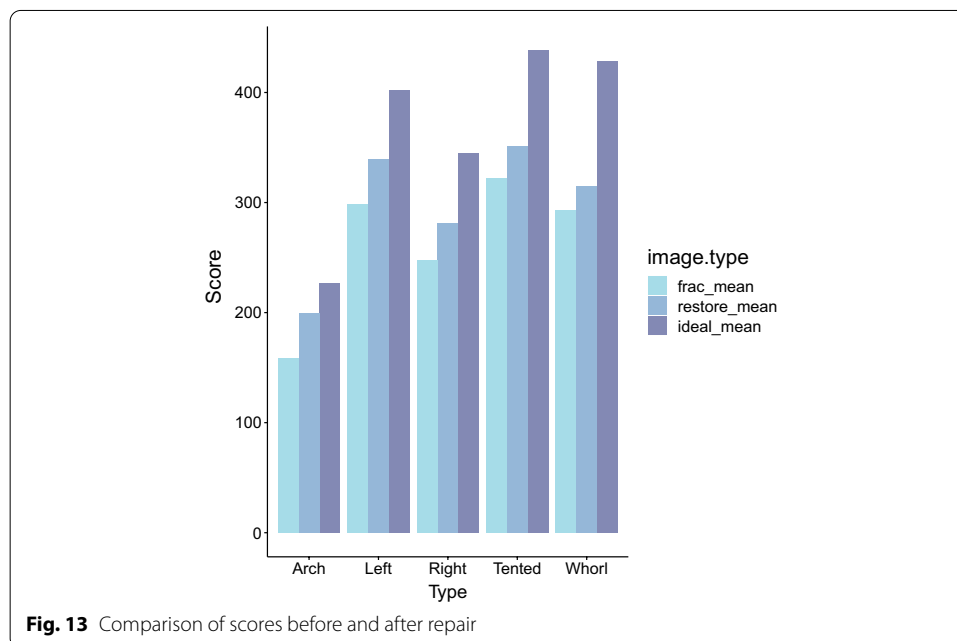 400
300
200
100
0
Score
Arch Left Right Tented Whorl
Type
image.type
frac_mean
restore_mean
ideal_mean
Fig. 13 Comparison of scores before and after repair